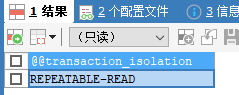 1 结果 2 个配置文件 3 信息
(只读)
@@transaction_isolation
REPEATABLE-READ